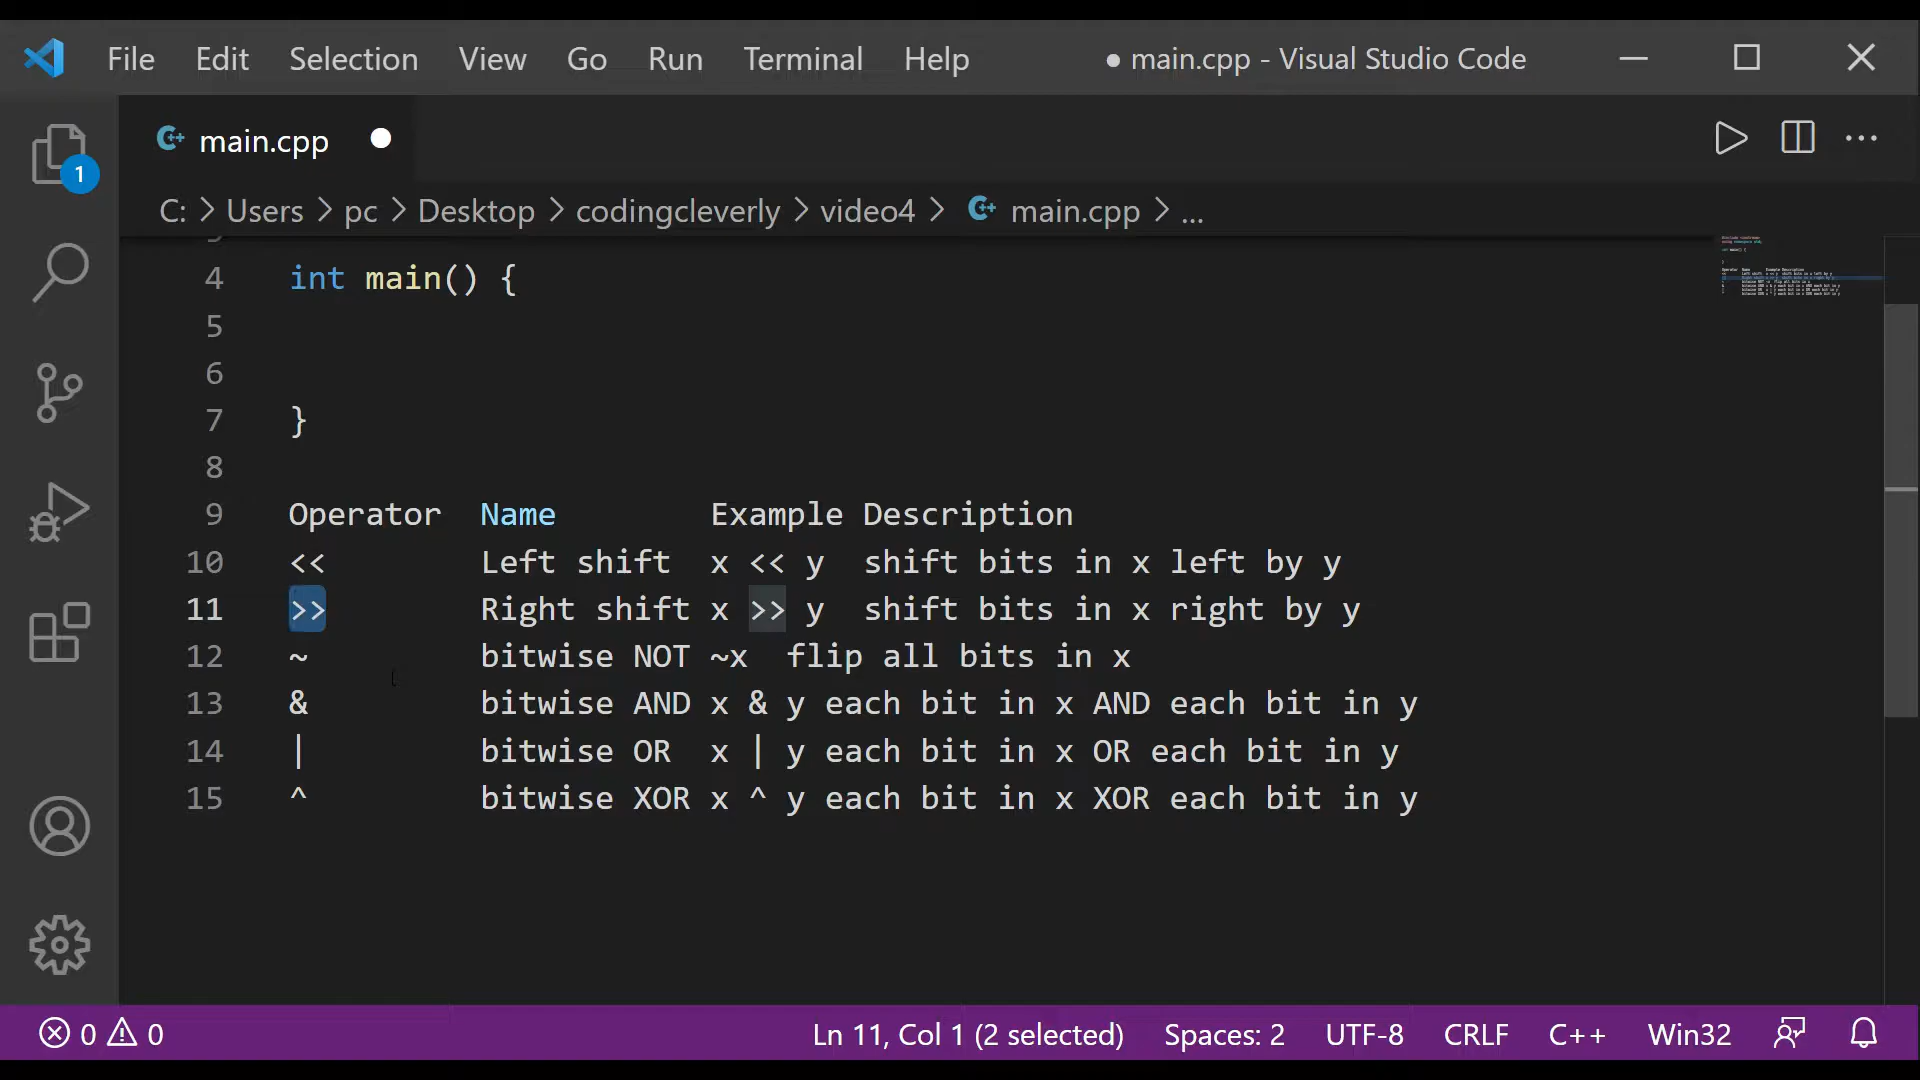 File Edit Selection View Go Run Terminal Help ● main.cpp - Visual Studio Code
main.cpp
1
C: > Users > pc > Desktop > codingcleverly > video4 > main.cpp > ...
4 int main() {
5
6
7 }
8
9 Operator Name Example Description
10 << Left shift x << y shift bits in x left by y
11 >> Right shift x >> y shift bits in x right by y
12 ~ bitwise NOT ~x flip all bits in x
13 & bitwise AND x & y each bit in x AND each bit in y
14 | bitwise OR x | y each bit in x OR each bit in y
15 ^ bitwise XOR x ^ y each bit in x XOR each bit in y
0 0 Ln 11, Col 1 (2 selected) Spaces: 2 UTF-8 CRLF C++ Win32